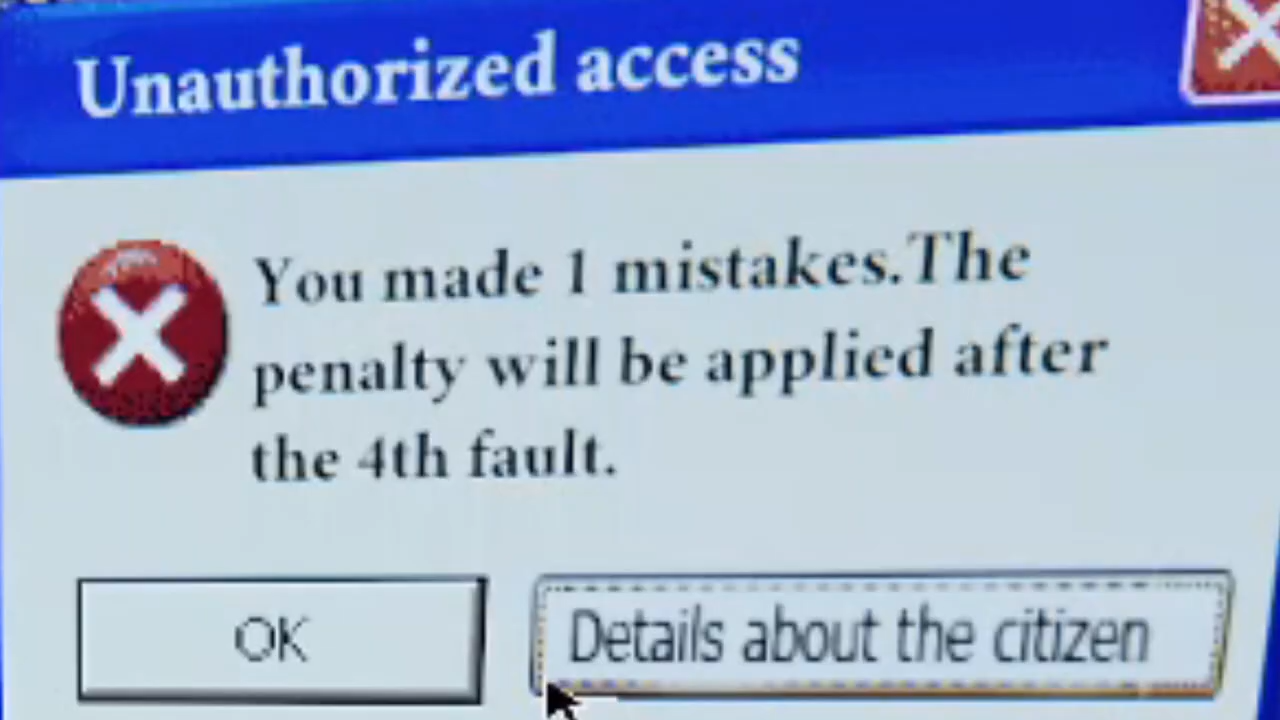 Unauthorized access
You made 1 mistakes.The
penalty will be applied after
the 4th fault.
OK
Details about the citizen